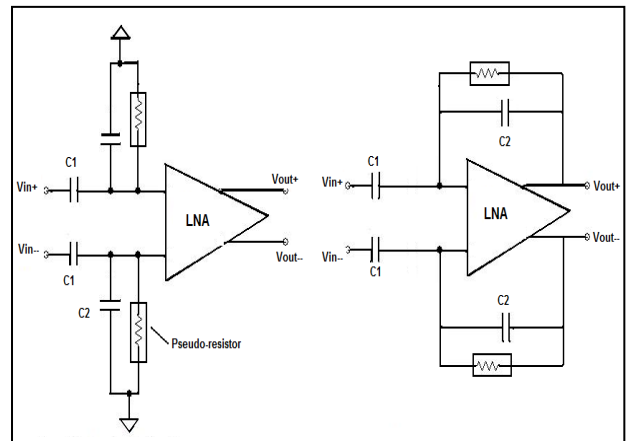 C1
Vin+
LNA
Vout+
Vin--
C1
C2
Vout--
Pseudo-resistor
C2
C1
Vin+
LNA
Vout+
Vin--
C1
Vout--
C2